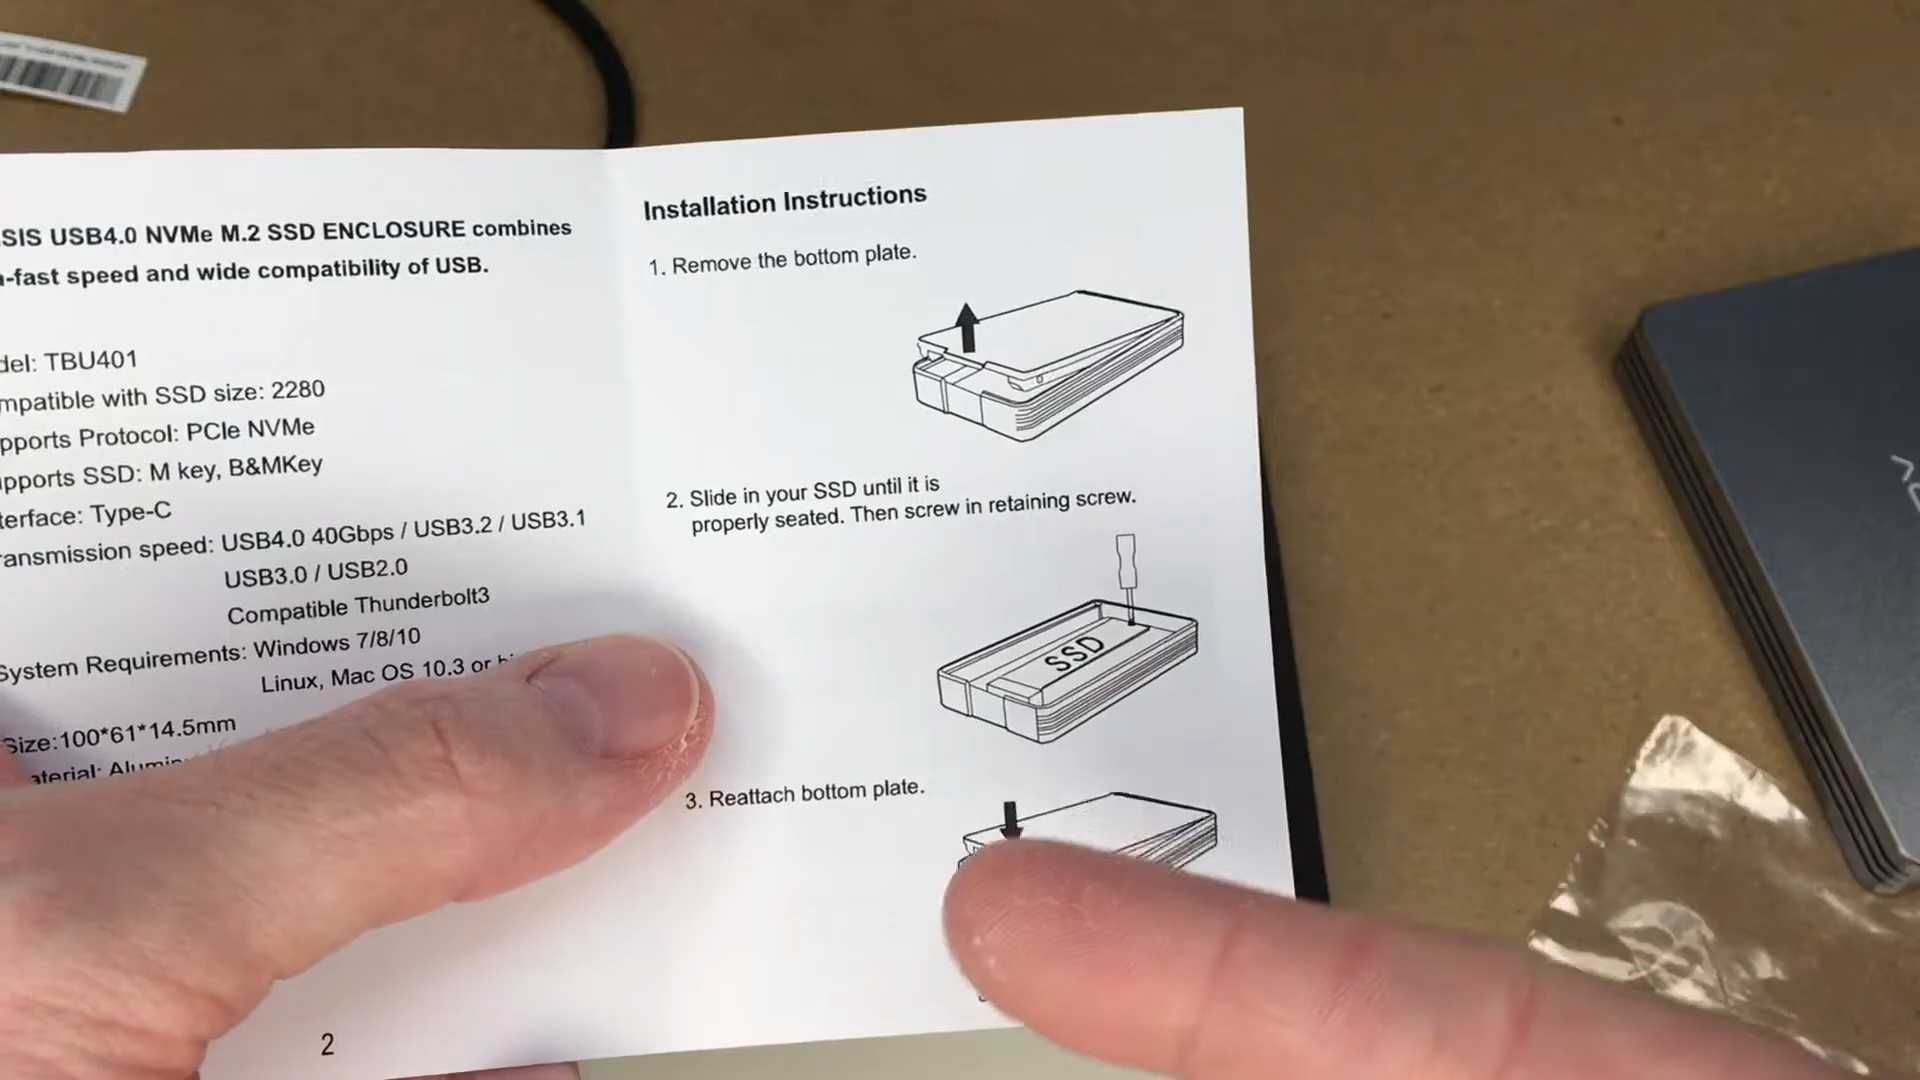 SIS USB4.0 NVMe M.2 SSD ENCLOSURE combines
-fast speed and wide compatibility of USB.
del: TBU401
mpatible with SSD size: 2280
pports Protocol: PCIe NVMe
pports SSD: M key, B&MKey
terface: Type-C
ransmission speed: USB4.0 40Gbps / USB3.2 / USB3.1
USB3.0 / USB2.0
Compatible Thunderbolt3
System Requirements: Windows 7/8/10
Linux, Mac OS 10.3 or
Size:100*61*14.5mm
aterial: Alumin
2
Installation Instructions
1. Remove the bottom plate.
2. Slide in your SSD until it is
properly seated. Then screw in retaining screw.
SSD
3. Reattach bottom plate.